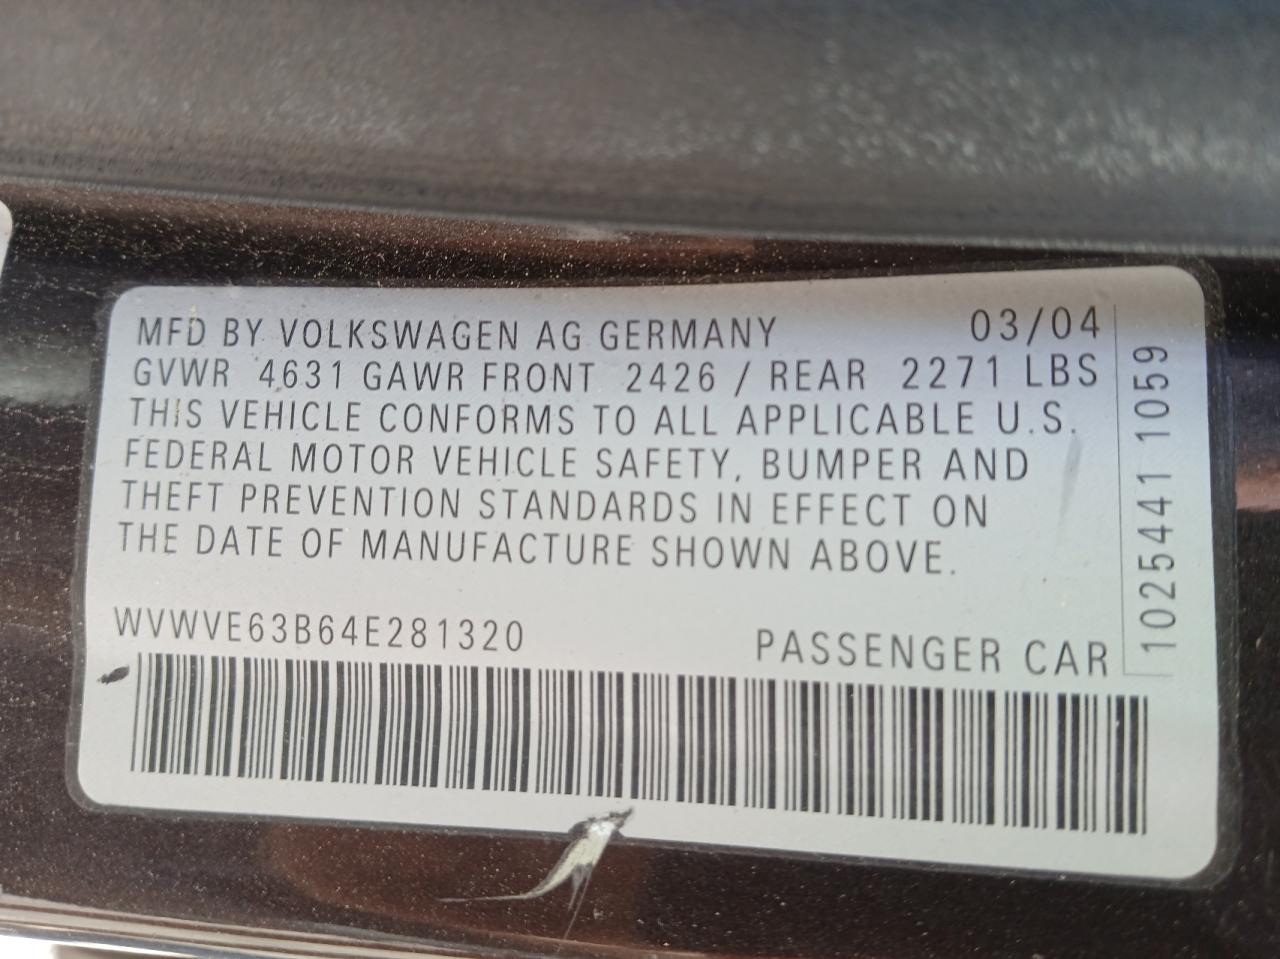 MFD BY VOLKSWAGEN AG GERMANY 03/04
GVWR 4631 GAWR FRONT 2426 / REAR 2271 LBS
THIS VEHICLE CONFORMS TO ALL APPLICABLE U.S.
FEDERAL MOTOR VEHICLE SAFETY, BUMPER AND
THEFT PREVENTION STANDARDS IN EFFECT ON
THE DATE OF MANUFACTURE SHOWN ABOVE.
WVWVE63B64E281320 PASSENGER CAR
1025441 1059